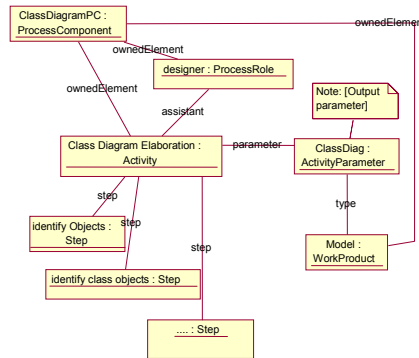 ClassDiagramPC :
ProcessComponent
ownedElement
ownedElement
designer : ProcessRole
Note: [Output
parameter]
ownedElement
assistant
Class Diagram Elaboration :
Activity
parameter
ClassDiag :
ActivityParameter
step
type
identify Objects :
Step
step
step
Model :
WorkProduct
identify class objects : Step
.... : Step